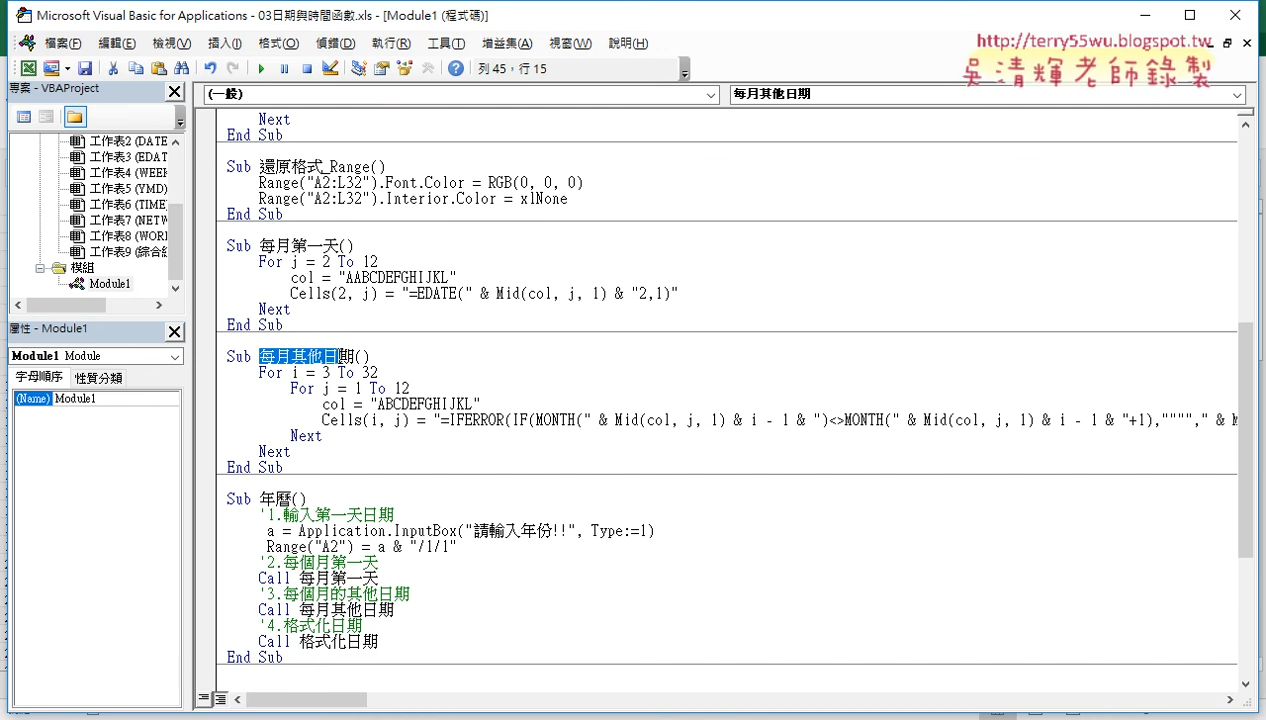 Microsoft Visual Basic for Applications - 03日期與時間函數.xls - [Module1 (程式碼)]
http://terry55wu.blogspot.tw
吳清輝老師錄製
檔案(F) 編輯(E) 檢視(V) 插入(I) 格式(O) 偵錯(D) 執行(R) 工具(T) 增益集(A) 視窗(W) 說明(H)
列 45，行 15
專案 - VBAProject
(一般) 每月其他日期
工作表2 (DATE
工作表3 (EDAT
工作表4 (WEEK
工作表5 (YMD)
工作表6 (TIME)
工作表7 (NETW
工作表8 (WORI
工作表9 (綜合
模組
Module1
屬性 - Module1
Module1 Module
字母順序 性質分類
(Name) Module1
Next
End Sub
Sub 還原格式_Range()
Range("A2:L32").Font.Color = RGB(0, 0, 0)
Range("A2:L32").Interior.Color = xlNone
End Sub
Sub 每月第一天()
For j = 2 To 12
col = "AABCDEFGHIJKL"
Cells(2, j) = "=EDATE(" & Mid(col, j, 1) & "2,1)"
Next
End Sub
Sub 每月其他日期()
For i = 3 To 32
For j = 1 To 12
col = "ABCDEFGHIJKL"
Cells(i, j) = "=IFERROR(IF(MONTH(" & Mid(col, j, 1) & i - 1 & ")<>MONTH(" & Mid(col, j, 1) & i - 1 & "+1),""""," & M
Next
Next
End Sub
Sub 年曆()
'1.輸入第一天日期
a = Application.InputBox("請輸入年份!!", Type:=1)
Range("A2") = a & "/1/1"
'2.每個月第一天
Call 每月第一天
'3.每個月的其他日期
Call 每月其他日期
'4.格式化日期
Call 格式化日期
End Sub